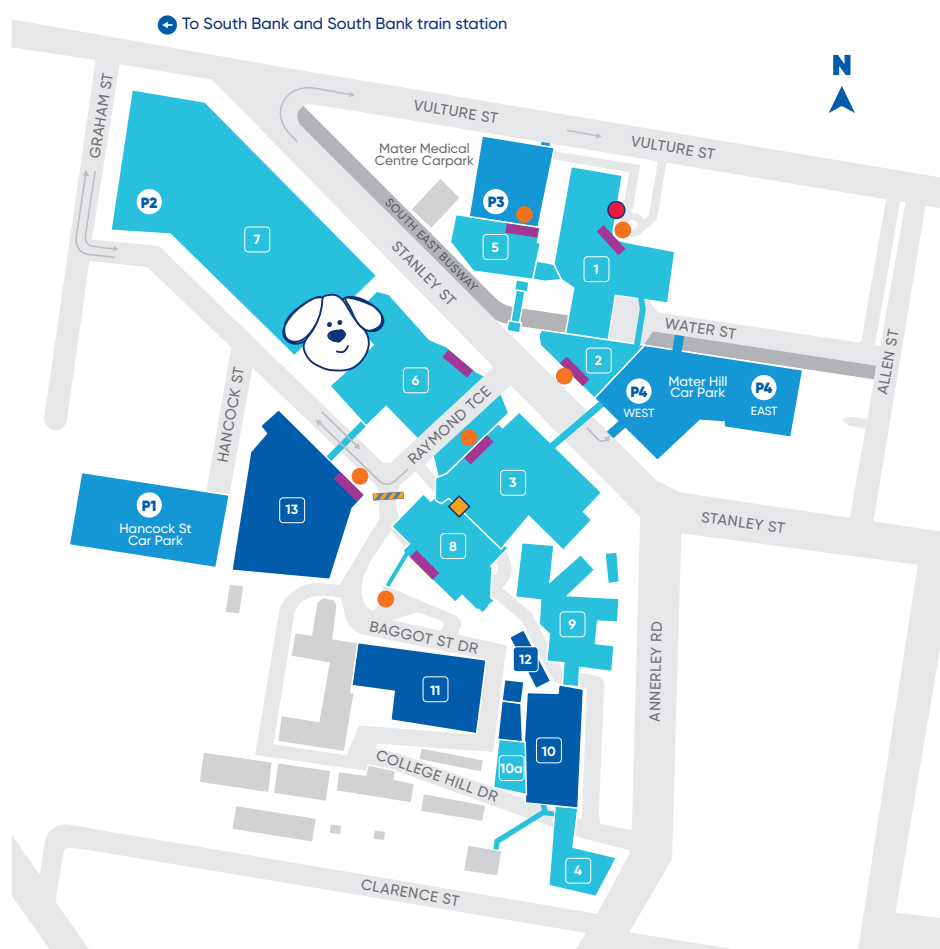 To South Bank and South Bank train station
N
GRAHAM ST
VULTURE ST
VULTURE ST
Mater Medical
Centre Carpark
P3
P2
7
5
1
SOUTH EAST BUSWAY
STANLEY ST
WATER ST
ALLEN ST
2
6
P4
WEST
Mater Hill
Car Park
P4
EAST
HANCOCK ST
RAYMOND TCE
3
P1
Hancock St
Car Park
13
STANLEY ST
8
9
BAGGOT ST DR
12
ANNERLEY RD
11
10
10a
COLLEGE HILL DR
4
CLARENCE ST